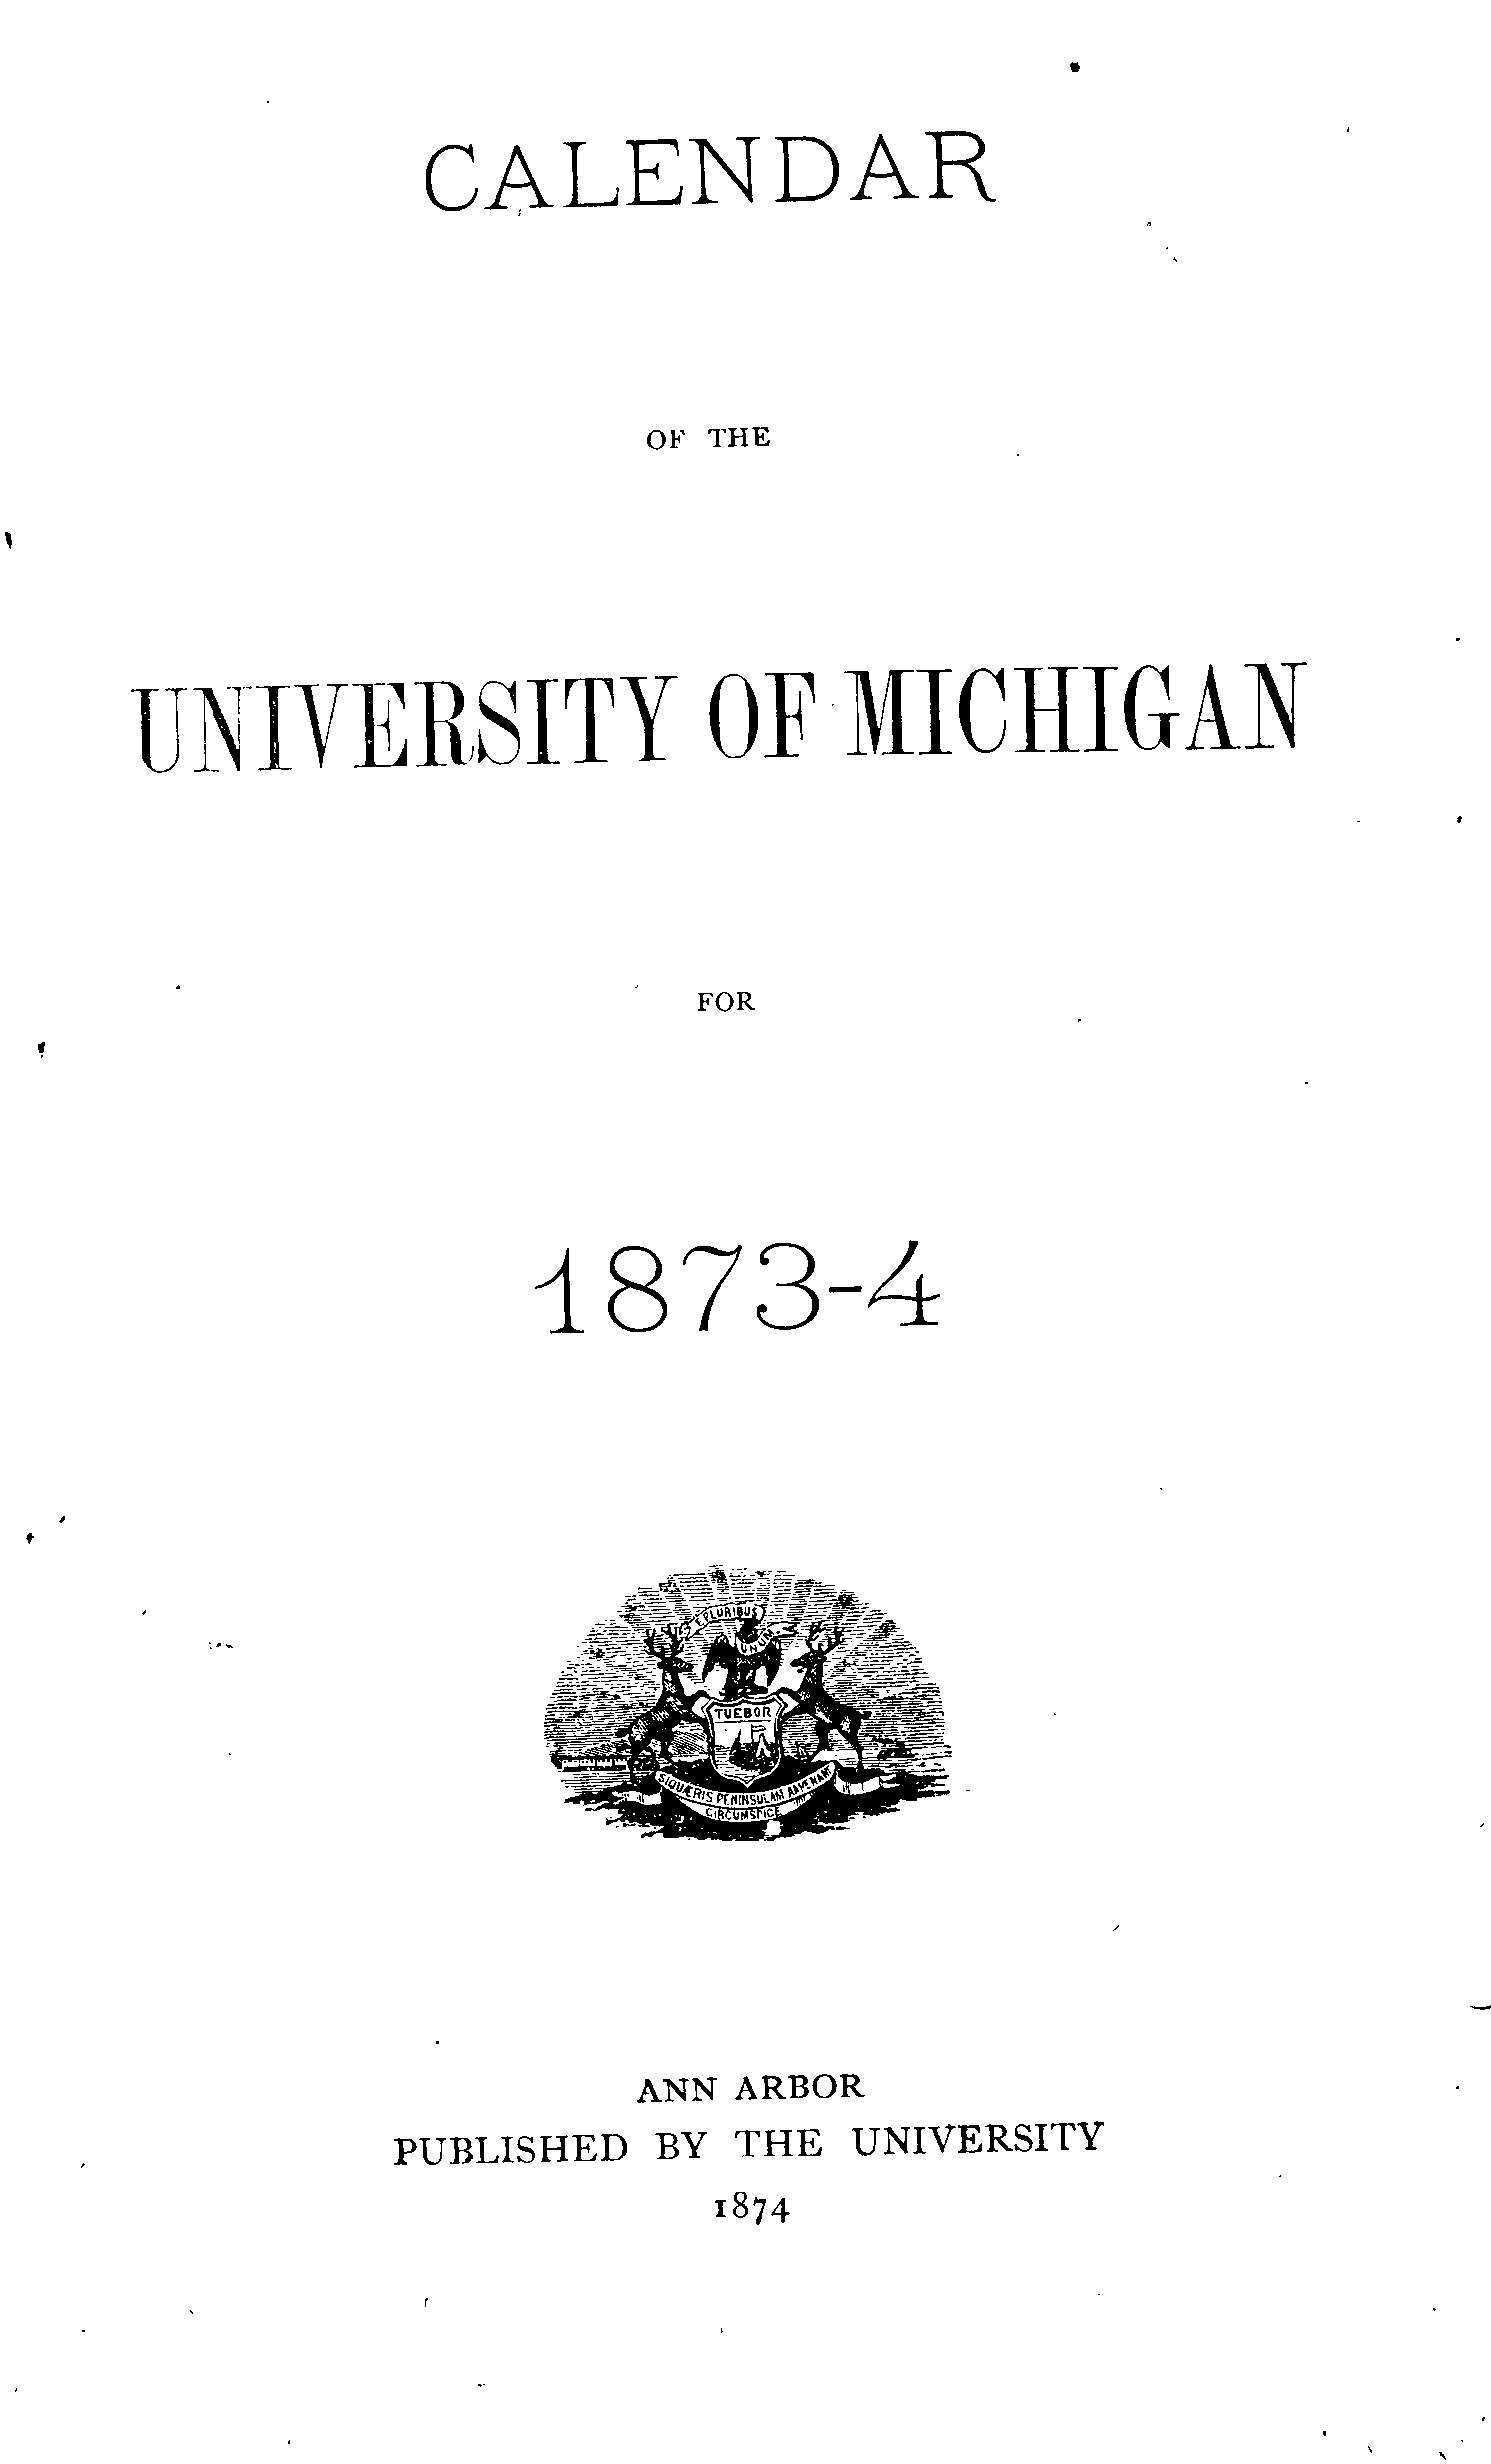 CALENDAR
OF THE
UNIVERSITY OF MICHIGAN
FOR
1873-4
E PLURIBUS
UNUM.
TUEBOR
SI QUÆRIS PENINSULAM AMŒNAM
CIRCUMSPICE
ANN ARBOR
PUBLISHED BY THE UNIVERSITY
1874